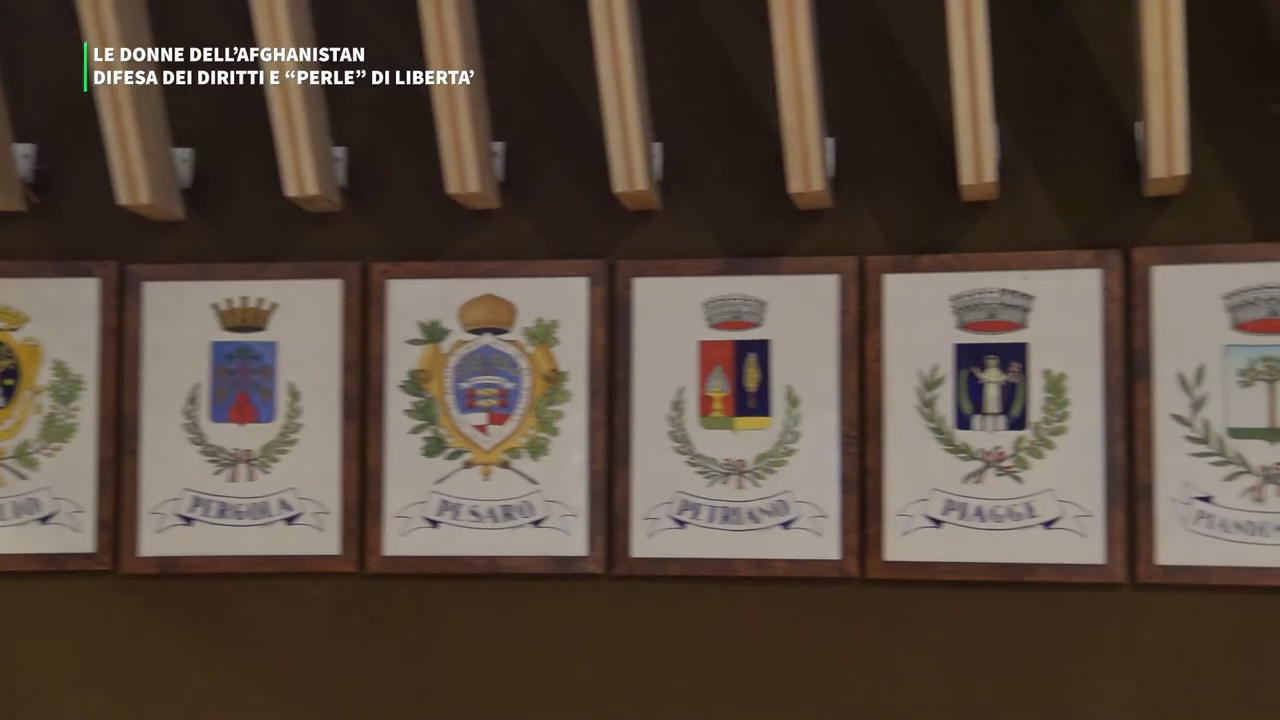 LE DONNE DELL'AFGHANISTAN
DIFESA DEI DIRITTI E “PERLE” DI LIBERTA'
PERGOLA
PESARO
PETRIANO
PIAGGE